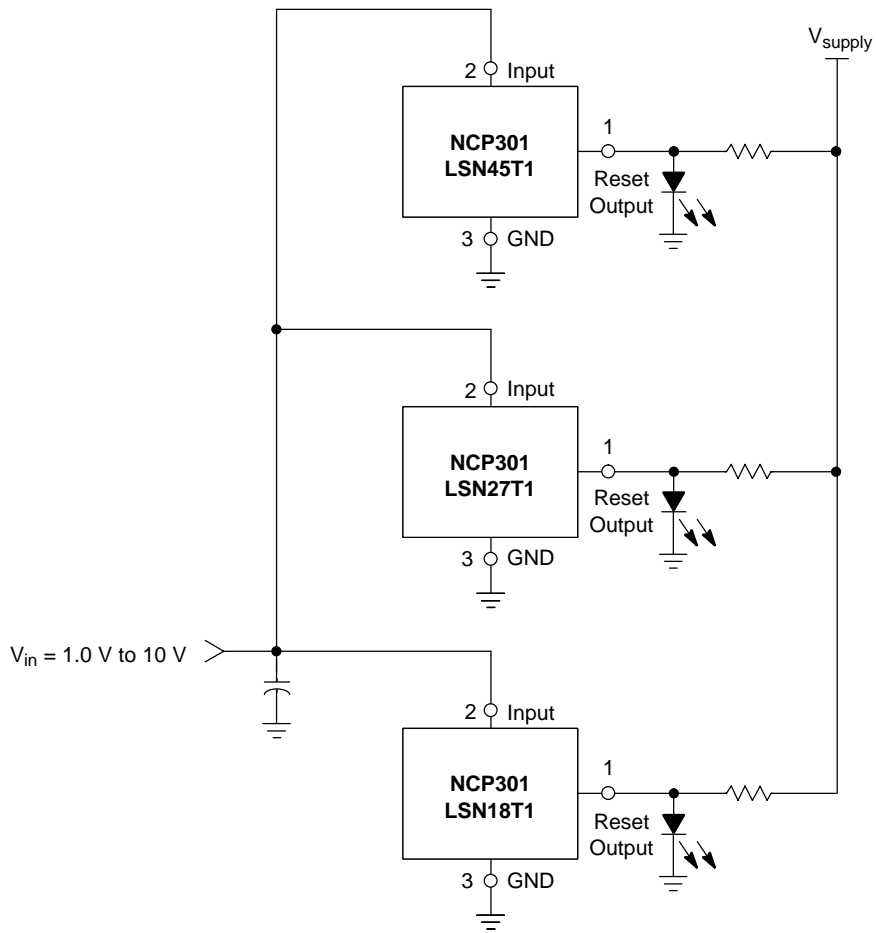 V_supply
2 Input
NCP301
LSN45T1
1
Reset
Output
3 GND
2 Input
NCP301
LSN27T1
1
Reset
Output
3 GND
V_in = 1.0 V to 10 V
2 Input
NCP301
LSN18T1
1
Reset
Output
3 GND